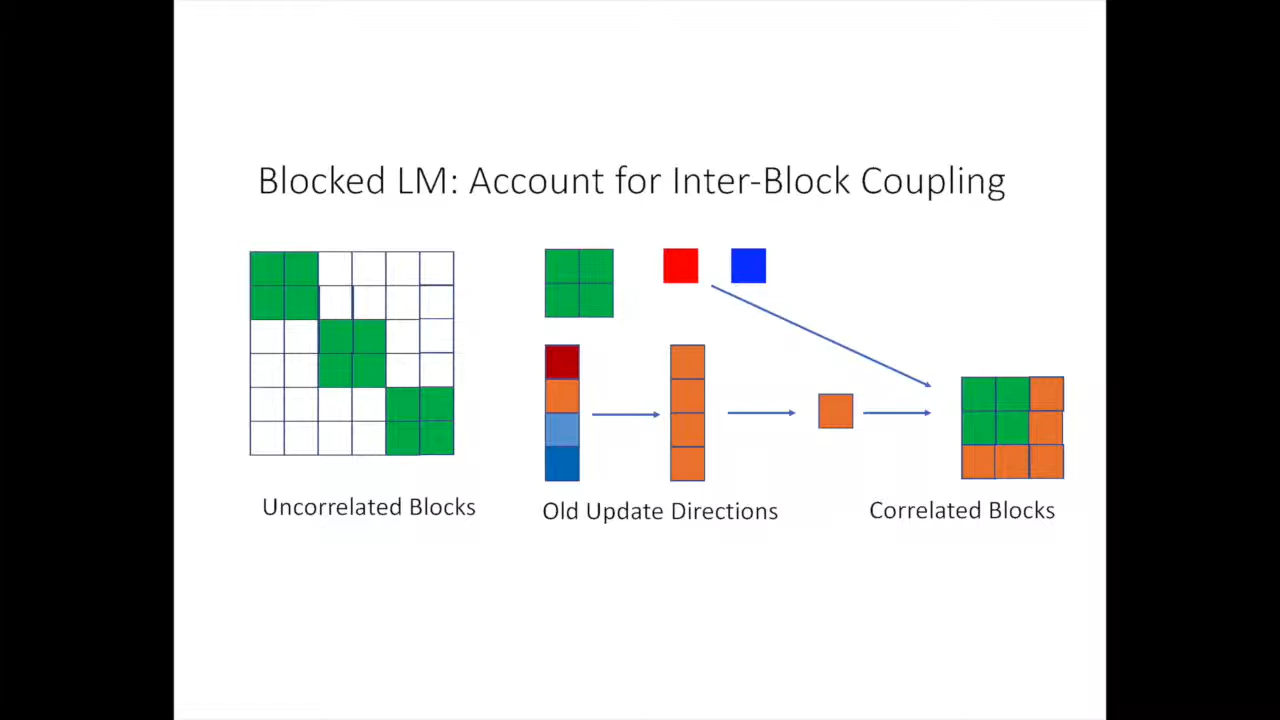 Blocked LM: Account for Inter-Block Coupling
Uncorrelated Blocks
Old Update Directions
Correlated Blocks